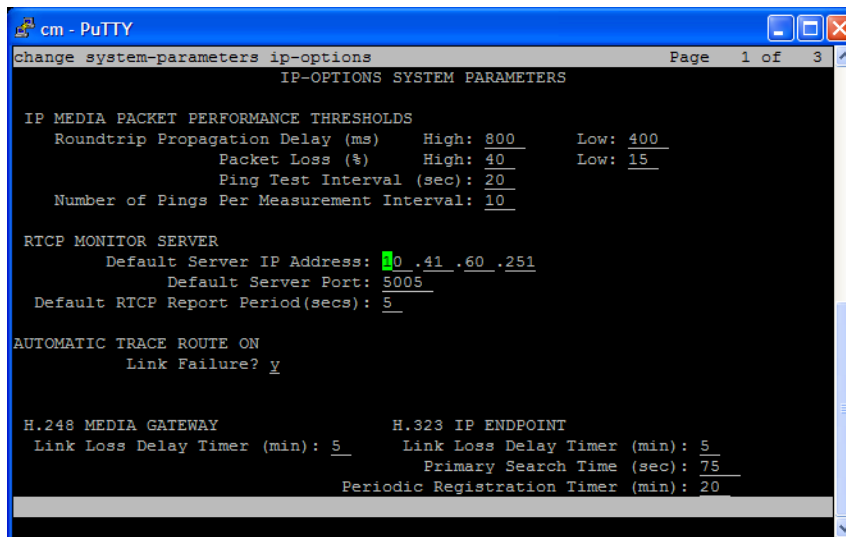 cm - PuTTY
change system-parameters ip-options Page 1 of 3
IP-OPTIONS SYSTEM PARAMETERS
IP MEDIA PACKET PERFORMANCE THRESHOLDS
Roundtrip Propagation Delay (ms) High: 800 Low: 400
Packet Loss (%) High: 40 Low: 15
Ping Test Interval (sec): 20
Number of Pings Per Measurement Interval: 10
RTCP MONITOR SERVER
Default Server IP Address: 10 .41 .60 .251
Default Server Port: 5005
Default RTCP Report Period(secs): 5
AUTOMATIC TRACE ROUTE ON
Link Failure? y
H.248 MEDIA GATEWAY H.323 IP ENDPOINT
Link Loss Delay Timer (min): 5 Link Loss Delay Timer (min): 5
Primary Search Time (sec): 75
Periodic Registration Timer (min): 20